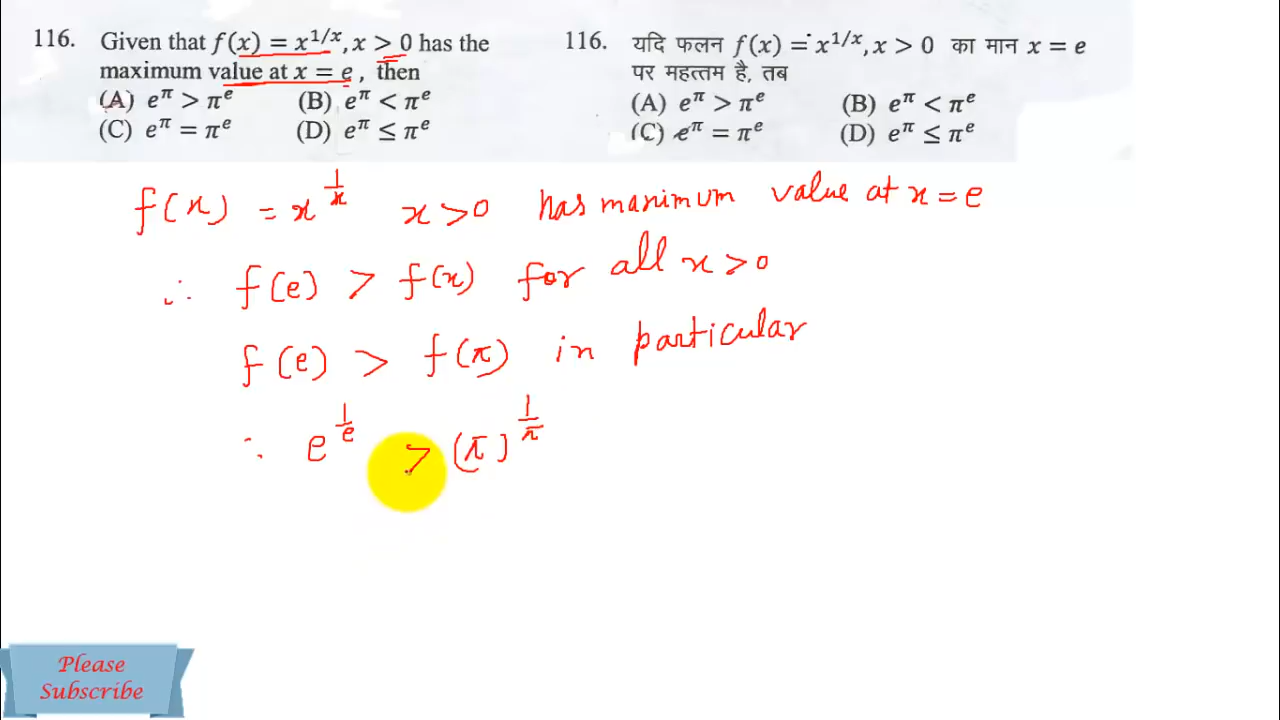 116. Given that f(x) = x^{1/x}, x > 0 has the
maximum value at x = e , then
(A) e^π > π^e (B) e^π < π^e
(C) e^π = π^e (D) e^π ≤ π^e
116. यदि फलन f(x) = x^{1/x}, x > 0 का मान x = e
पर महत्तम है, तब
(A) e^π > π^e (B) e^π < π^e
(C) e^π = π^e (D) e^π ≤ π^e
f(x) = x^{1/x} x > 0 has maximum value at x = e
∴ f(e) > f(x) for all x > 0
f(e) > f(π) in particular
∴ e^{1/e} > (π)^{1/π}
Please
Subscribe